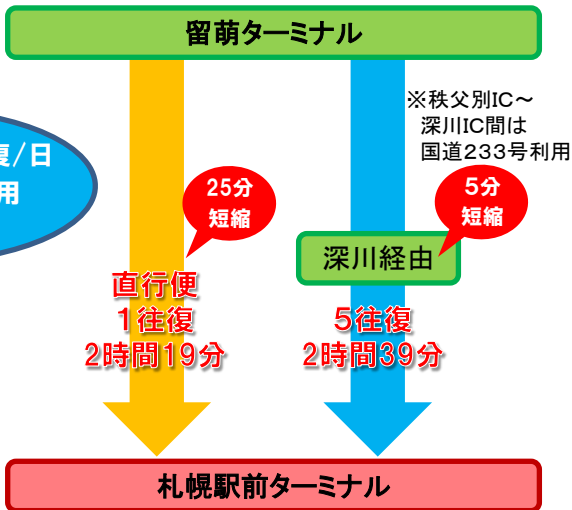 留萌ターミナル
※秩父別IC～
深川IC間は
国道233号利用
復/日
用
25分
短縮
5分
短縮
深川経由
直行便
1往復
2時間19分
5往復
2時間39分
札幌駅前ターミナル